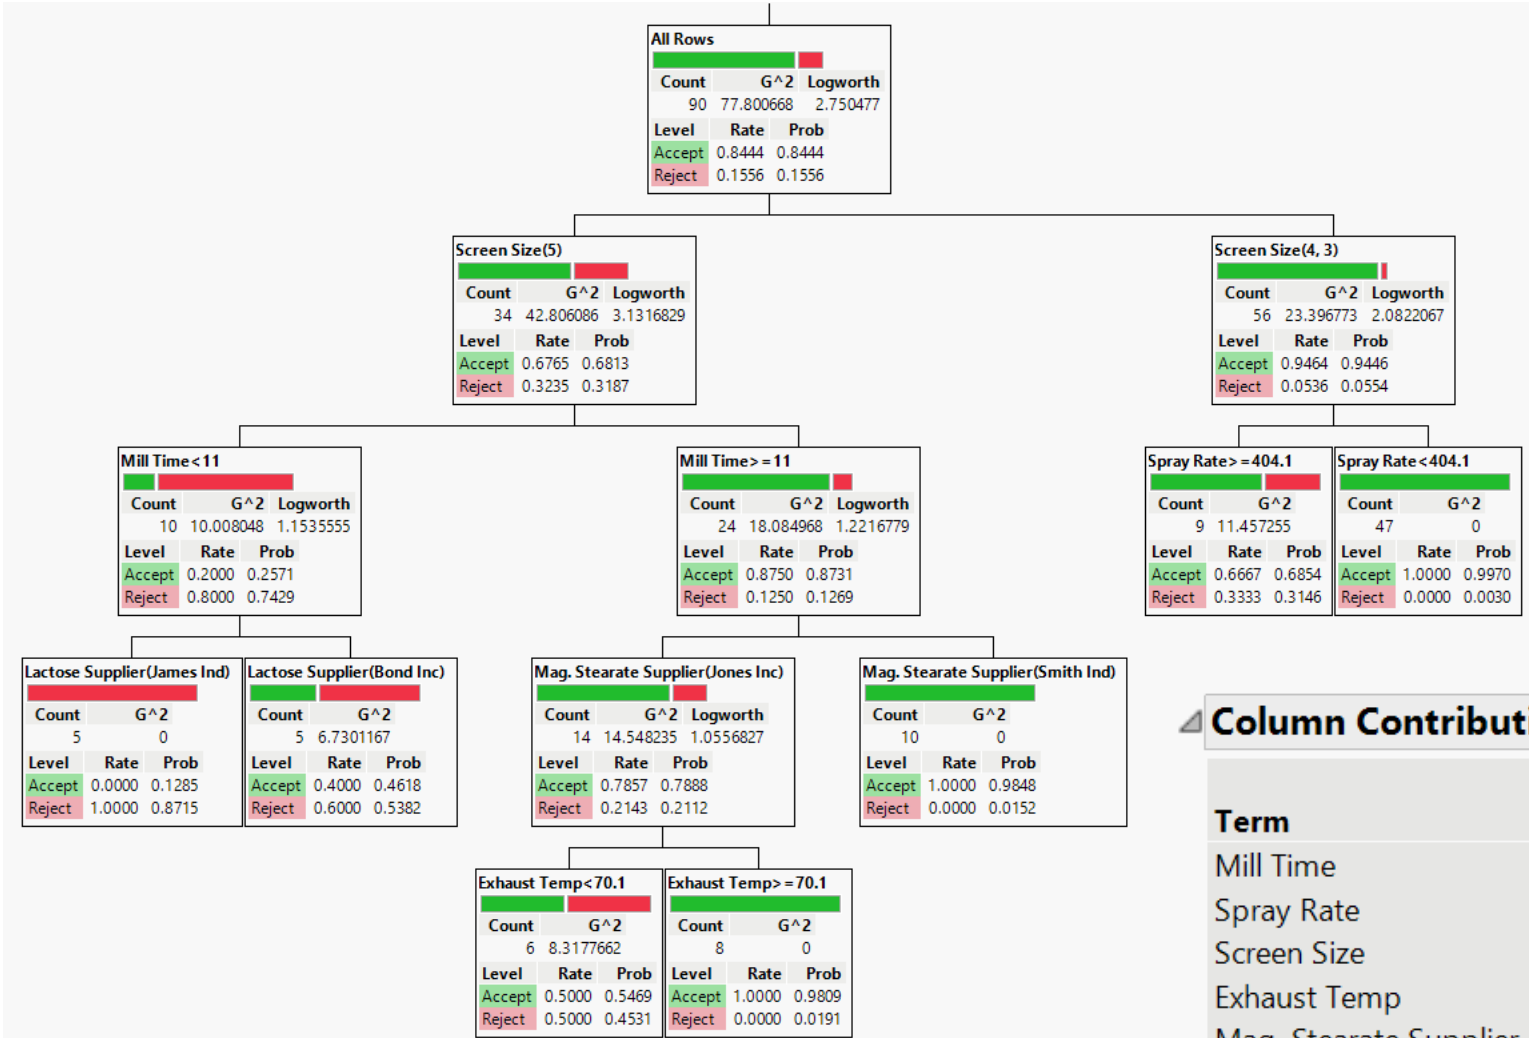 All Rows
Count G^2 Logworth
90 77.800668 2.750477
Level Rate Prob
Accept 0.8444 0.8444
Reject 0.1556 0.1556
Screen Size(5)
Count G^2 Logworth
34 42.806086 3.1316829
Level Rate Prob
Accept 0.6765 0.6813
Reject 0.3235 0.3187
Screen Size(4, 3)
Count G^2 Logworth
56 23.396773 2.0822067
Level Rate Prob
Accept 0.9464 0.9446
Reject 0.0536 0.0554
Mill Time<11
Count G^2 Logworth
10 10.008048 1.1535555
Level Rate Prob
Accept 0.2000 0.2571
Reject 0.8000 0.7429
Mill Time>=11
Count G^2 Logworth
24 18.084968 1.2216779
Level Rate Prob
Accept 0.8750 0.8731
Reject 0.1250 0.1269
Spray Rate>=404.1
Count G^2
9 11.457255
Level Rate Prob
Accept 0.6667 0.6854
Reject 0.3333 0.3146
Spray Rate<404.1
Count G^2
47 0
Level Rate Prob
Accept 1.0000 0.9970
Reject 0.0000 0.0030
Lactose Supplier(James Ind)
Count G^2
5 0
Level Rate Prob
Accept 0.0000 0.1285
Reject 1.0000 0.8715
Lactose Supplier(Bond Inc)
Count G^2
5 6.7301167
Level Rate Prob
Accept 0.4000 0.4618
Reject 0.6000 0.5382
Mag. Stearate Supplier(Jones Inc)
Count G^2 Logworth
14 14.548235 1.0556827
Level Rate Prob
Accept 0.7857 0.7888
Reject 0.2143 0.2112
Mag. Stearate Supplier(Smith Ind)
Count G^2
10 0
Level Rate Prob
Accept 1.0000 0.9848
Reject 0.0000 0.0152
Exhaust Temp<70.1
Count G^2
6 8.3177662
Level Rate Prob
Accept 0.5000 0.5469
Reject 0.5000 0.4531
Exhaust Temp>=70.1
Count G^2
8 0
Level Rate Prob
Accept 1.0000 0.9809
Reject 0.0000 0.0191
Column Contributi
Term
Mill Time
Spray Rate
Screen Size
Exhaust Temp
Mag. Stearate Supplier